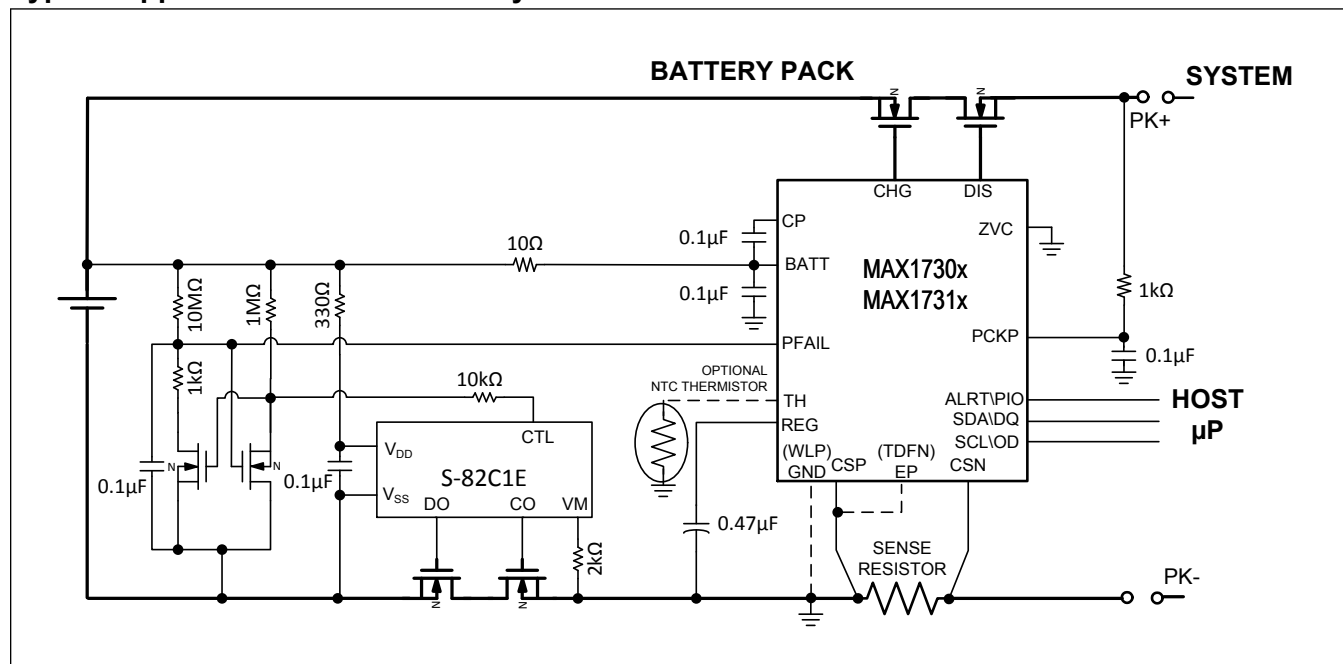 BATTERY PACK
SYSTEM
N
N
PK+
CHG
DIS
CP
ZVC
0.1µF
10Ω
BATT
MAX1730x
MAX1731x
0.1µF
10MΩ
1MΩ
330Ω
1kΩ
PCKP
PFAIL
0.1µF
1kΩ
OPTIONAL
NTC THERMISTOR
10kΩ
TH
ALRT\PIO
HOST
µP
REG
SDA\DQ
CTL
SCL\OD
VDD
(WLP)
GND
CSP
(TDFN)
EP
CSN
N
N
0.1µF
0.1µF
S-82C1E
VSS
DO
CO
VM
0.47µF
2kΩ
SENSE
RESISTOR
PK-
N
N